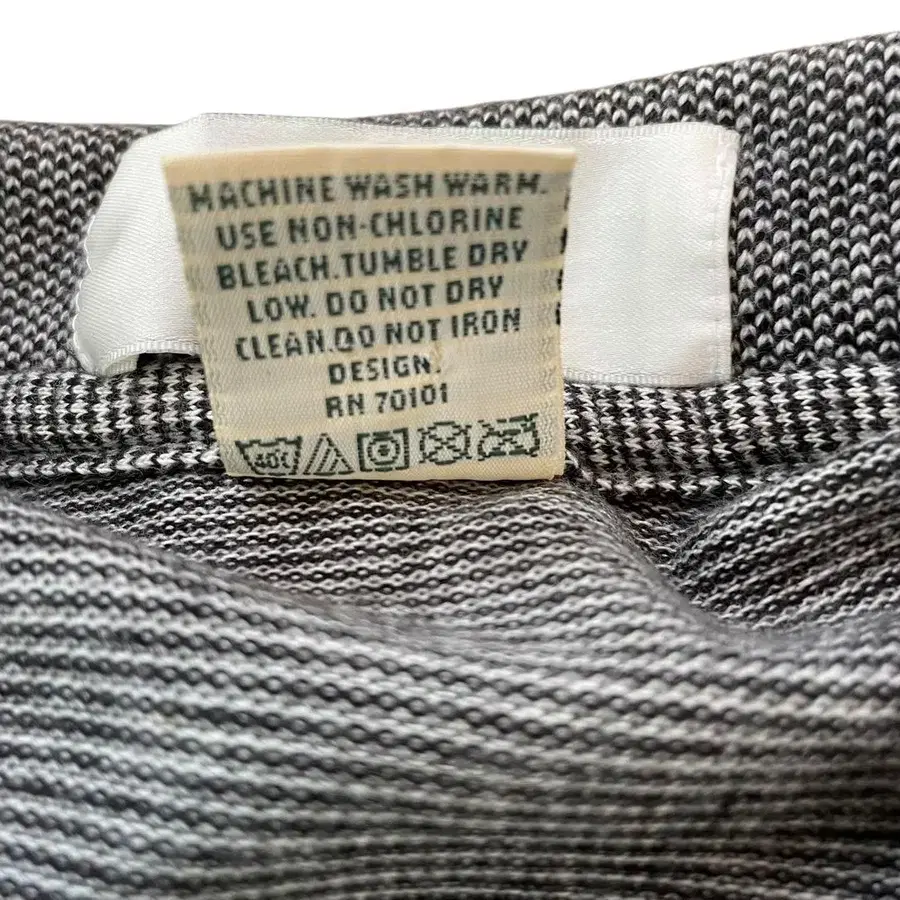 MACHINE WASH WARM.
USE NON-CHLORINE
BLEACH.TUMBLE DRY
LOW. DO NOT DRY
CLEAN.DO NOT IRON
DESIGN.
RN 70101
40°C